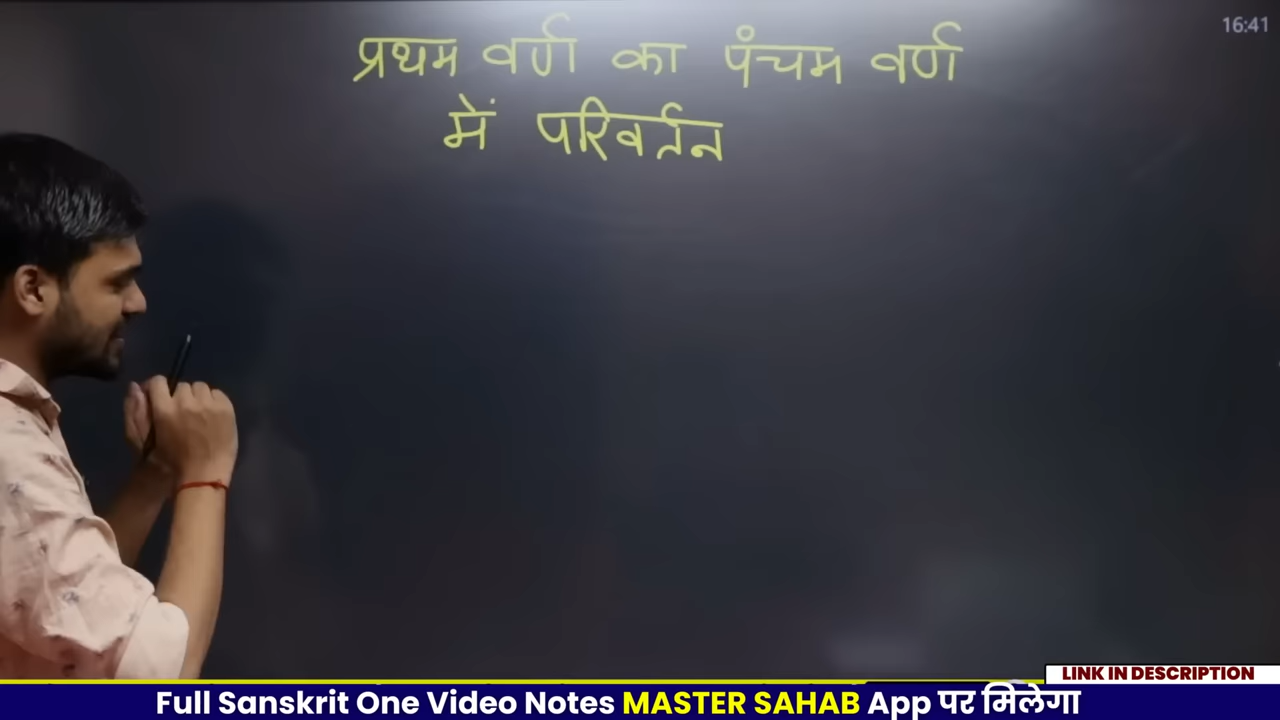 16:41
प्रथम वर्ण का पंचम वर्ण
में परिवर्तन
LINK IN DESCRIPTION
Full Sanskrit One Video Notes MASTER SAHAB App पर मिलेगा